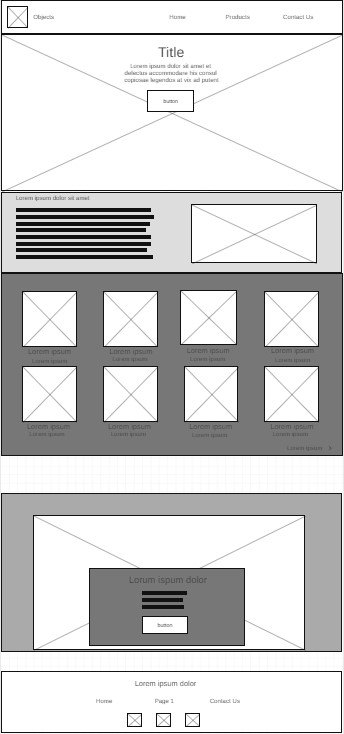 Objects Home Products Contact Us
Title
Lorem ipsum dolor sit amet et
delectus accommodare his consul
copiosae legendos at vix ad putent
button
Lorem ipsum dolor sit amet
Lorem ipsum Lorem ipsum Lorem ipsum Lorem ipsum
Lorem ipsum Lorem ipsum Lorem ipsum Lorem ipsum
Lorem ipsum Lorem ipsum Lorem ipsum Lorem ipsum
Lorem ipsum Lorem ipsum Lorem ipsum Lorem ipsum
Lorem ipsum >
Lorum ispum dolor
button
Lorem ipsum dolor
Home Page 1 Contact Us